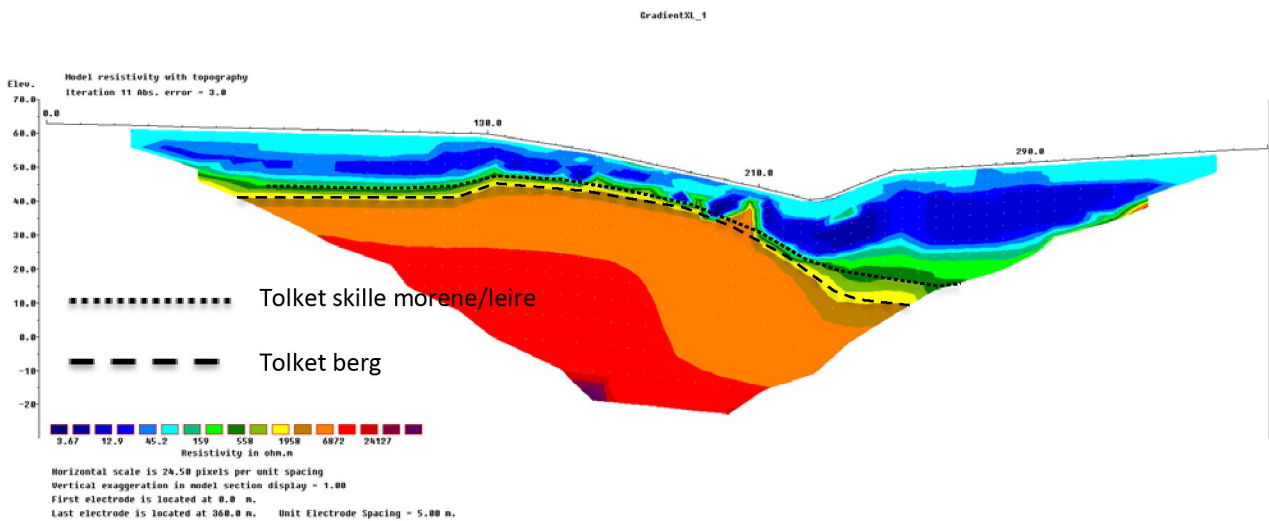 GradientXL_1
Model resistivity with topography
Elev.
Iteration 11 Abs. error = 3.0
70.0
0.0
130.0
60.0
290.0
50.0
210.0
40.0
30.0
20.0
10.0
Tolket skille morene/leire
0.0
Tolket berg
-10
-20
3.67 12.9 45.2 159 558 1958 6872 24127
Resistivity in ohm.m
Horizontal scale is 24.50 pixels per unit spacing
Vertical exaggeration in model section display = 1.00
First electrode is located at 0.0 m.
Last electrode is located at 360.0 m. Unit Electrode Spacing = 5.00 m.